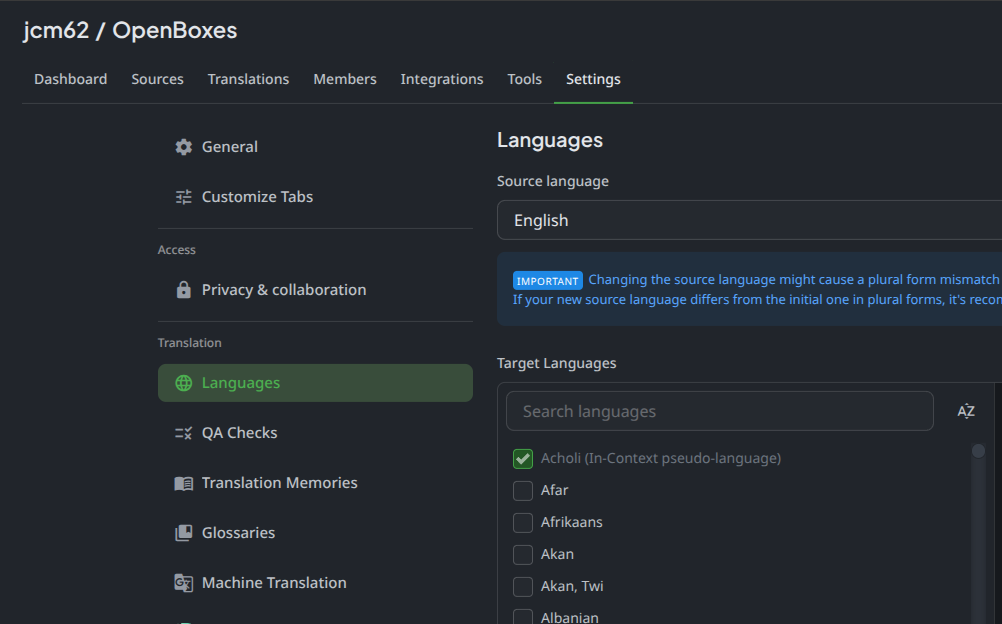 jcm62 / OpenBoxes
Dashboard Sources Translations Members Integrations Tools Settings
General
Customize Tabs
Access
Privacy & collaboration
Translation
Languages
QA Checks
Translation Memories
Glossaries
Machine Translation
Languages
Source language
English
IMPORTANT Changing the source language might cause a plural form mismatch
If your new source language differs from the initial one in plural forms, it's recon
Target Languages
Search languages
AZ
Acholi (In-Context pseudo-language)
Afar
Afrikaans
Akan
Akan, Twi
Albanian